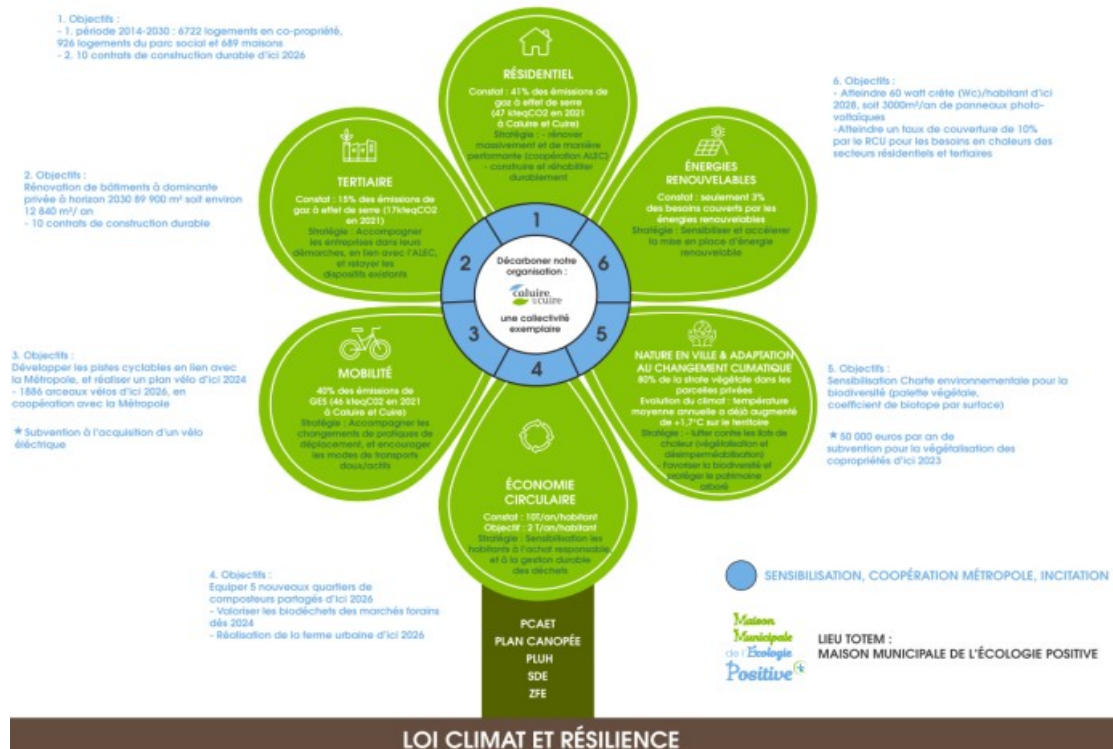 1. Objectifs :
- 1. période 2014-2030 : 6722 logements en co-propriété,
926 logements du parc social et 689 maisons
- 2. 10 contrats de construction durable d'ici 2026
RÉSIDENTIEL
Constat : 41% des émissions de
gaz à effet de serre
(47 kteqCO2 en 2021
à Caluire et Cuire)
Stratégie : - rénover
massivement et de manière
performante (coopération ALEC)
- construire et réhabiliter
durablement
6. Objectifs :
- Atteindre 60 watt crête (Wc)/habitant d'ici
2028, soit 3000m²/an de panneaux photo-
voltaïques
-Atteindre un taux de couverture de 10%
par le RCU pour les besoins en chaleurs des
secteurs résidentiels et tertiaires
2. Objectifs :
Rénovation de bâtiments à dominante
privée à horizon 2030 89 900 m² soit environ
12 840 m²/ an
- 10 contrats de construction durable
TERTIAIRE
Constat : 15% des émissions de
gaz à effet de serre (17kteqCO2
en 2021)
Stratégie : Accompagner
les entreprises dans leurs
démarches, en lien avec l'ALEC,
et relayer les
dispositifs existants
ÉNERGIES
RENOUVELABLES
Constat : seulement 3%
des besoins couverts par les
énergies renouvelables
Stratégie : Sensibiliser et accélerer
la mise en place d'énergie
renouvelable
1
2
6
3
5
4
Décarboner notre
organisation :
caluire
et cuire
une collectivité
exemplaire
3. Objectifs :
Développer les pistes cyclables en lien avec
la Métropole, et réaliser un plan vélo d'ici 2024
- 1886 arceaux vélos d'ici 2026, en
coopération avec la Métropole
★ Subvention à l'acquisition d'un vélo
éléctrique
MOBILITÉ
40% des émissions de
GES (46 kteqCO2 en 2021
à Caluire et Cuire)
Stratégie : Accompagner les
changements de pratiques de
déplacement, et encourager
les modes de transports
doux/actifs
NATURE EN VILLE & ADAPTATION
AU CHANGEMENT CLIMATIQUE
80% de la strate végétale dans les
parcelles privées
Evolution du climat : température
moyenne annuelle a déjà augmenté
de +1,7°C sur le territoire
Stratégie : - lutter contre les îlots de
chaleur (végétalisation et
désimperméabilisation)
- Favoriser la biodiversité et
protéger le patrimoine
arboré
5. Objectifs :
Sensibilisation Charte environnementale pour la
biodiversité (palette végétale,
coefficient de biotope par surface)
★ 50 000 euros par an de
subvention pour la végétalisation des
copropriétés d'ici 2023
ÉCONOMIE
CIRCULAIRE
Constat : 10T/an/habitant
Objectif : 2 T/an/habitant
Stratégie : Sensibilisation les
habitants à l'achat responsable,
et à la gestion durable
des déchets
4. Objectifs :
Equiper 5 nouveaux quartiers de
composteurs partagés d'ici 2026
- Valoriser les biodéchets des marchés forains
dès 2024
- Réalisation de la ferme urbaine d'ici 2026
PCAET
PLAN CANOPÉE
PLUH
SDE
ZFE
SENSIBILISATION, COOPÉRATION MÉTROPOLE, INCITATION
Maison
Municipale
de l'Écologie
Positive
LIEU TOTEM :
MAISON MUNICIPALE DE L'ÉCOLOGIE POSITIVE
LOI CLIMAT ET RÉSILIENCE